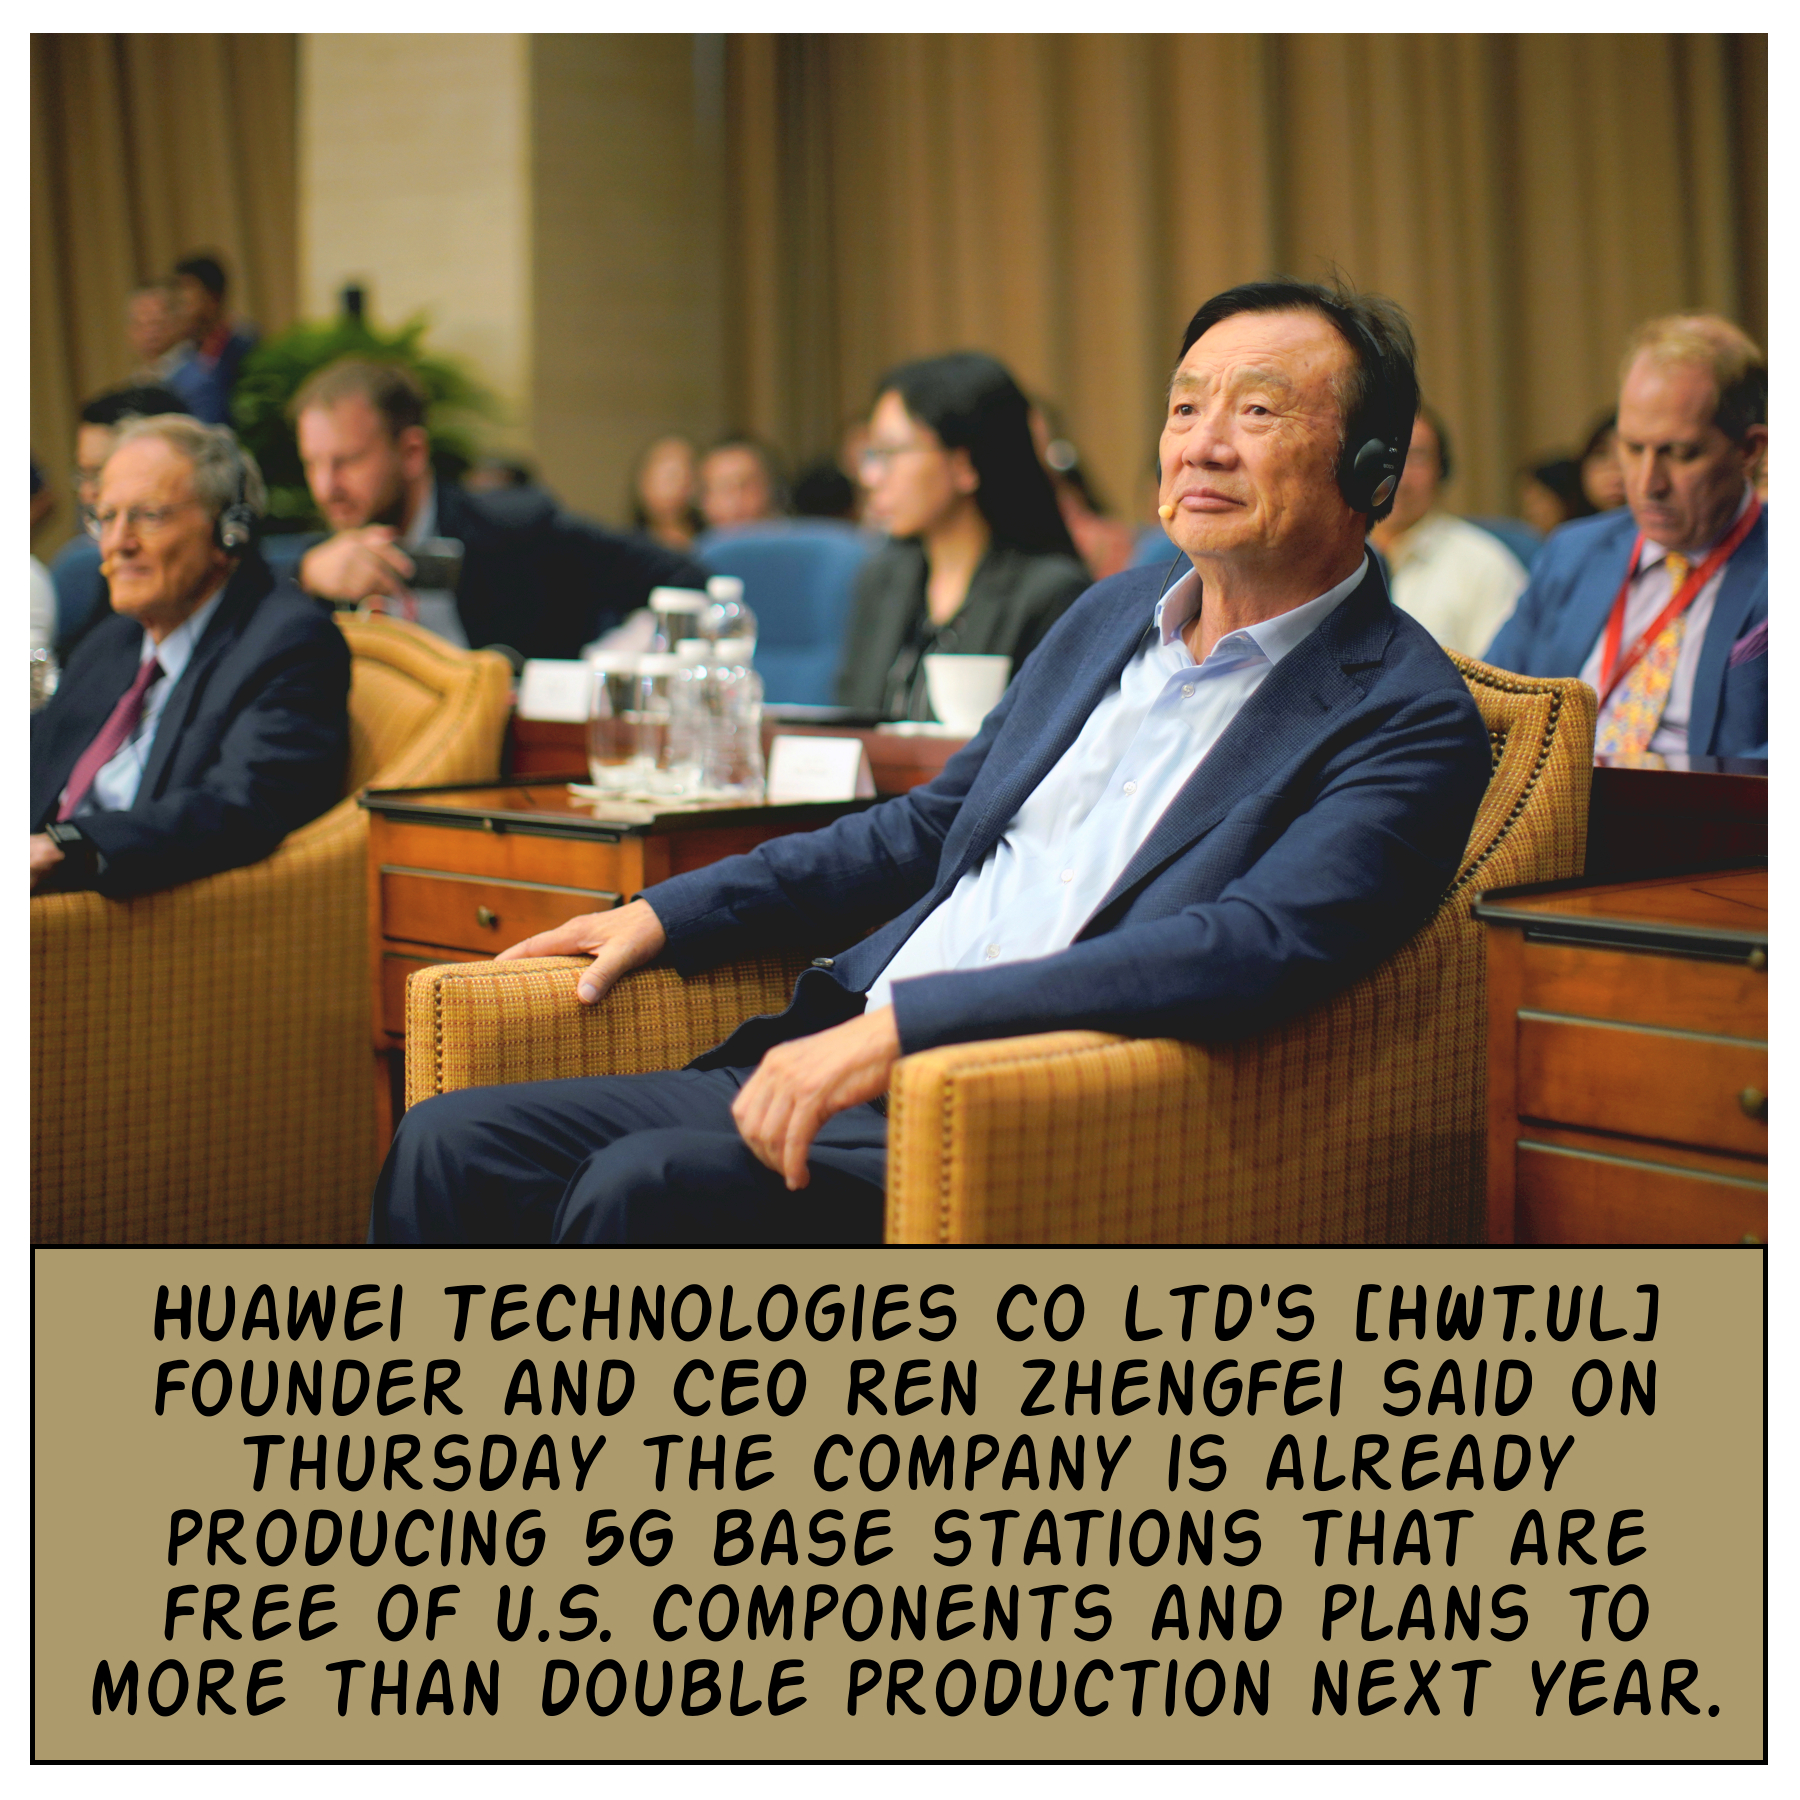 HUAWEI TECHNOLOGIES CO LTD'S [HWT.UL]
FOUNDER AND CEO REN ZHENGFEI SAID ON
THURSDAY THE COMPANY IS ALREADY
PRODUCING 5G BASE STATIONS THAT ARE
FREE OF U.S. COMPONENTS AND PLANS TO
MORE THAN DOUBLE PRODUCTION NEXT YEAR.